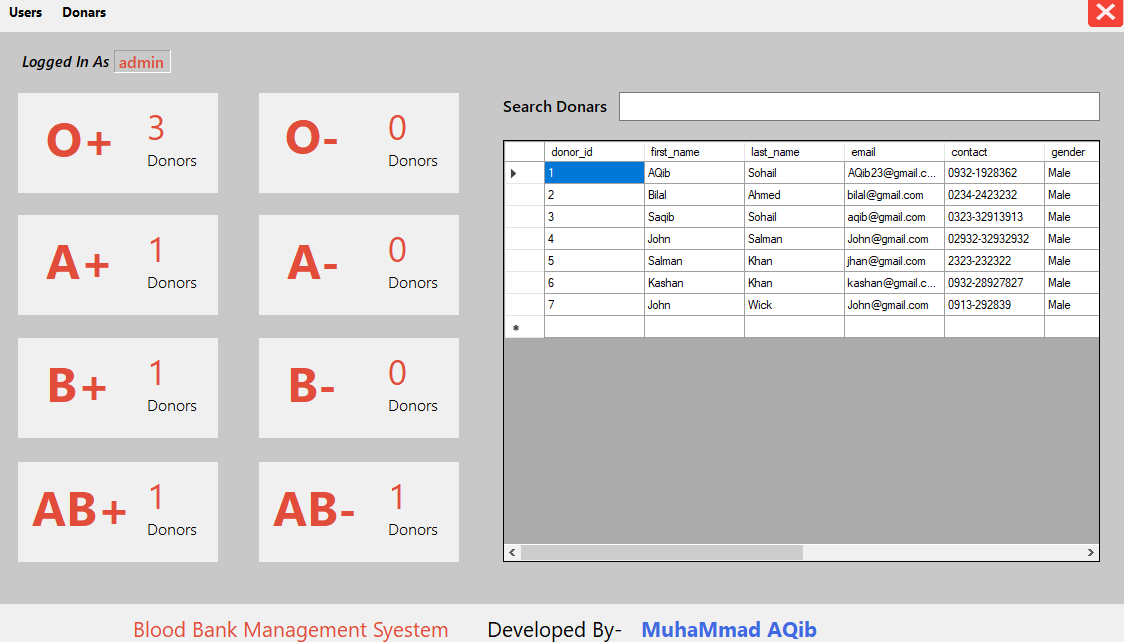 Users Donars
Logged In As admin
O+ 3 Donors
O- 0 Donors
A+ 1 Donors
A- 0 Donors
B+ 1 Donors
B- 0 Donors
AB+ 1 Donors
AB- 1 Donors
Search Donars
donor_id first_name last_name email contact gender
1 AQib Sohail AQib23@gmail.c... 0932-1928362 Male
2 Bilal Ahmed bilal@gmail.com 0234-2423232 Male
3 Saqib Sohail aqib@gmail.com 0323-32913913 Male
4 John Salman John@gmail.com 02932-32932932 Male
5 Salman Khan jhan@gmail.com 2323-232322 Male
6 Kashan Khan kashan@gmail.c... 0932-28927827 Male
7 John Wick John@gmail.com 0913-292839 Male
Blood Bank Management Syestem Developed By- MuhaMmad AQib